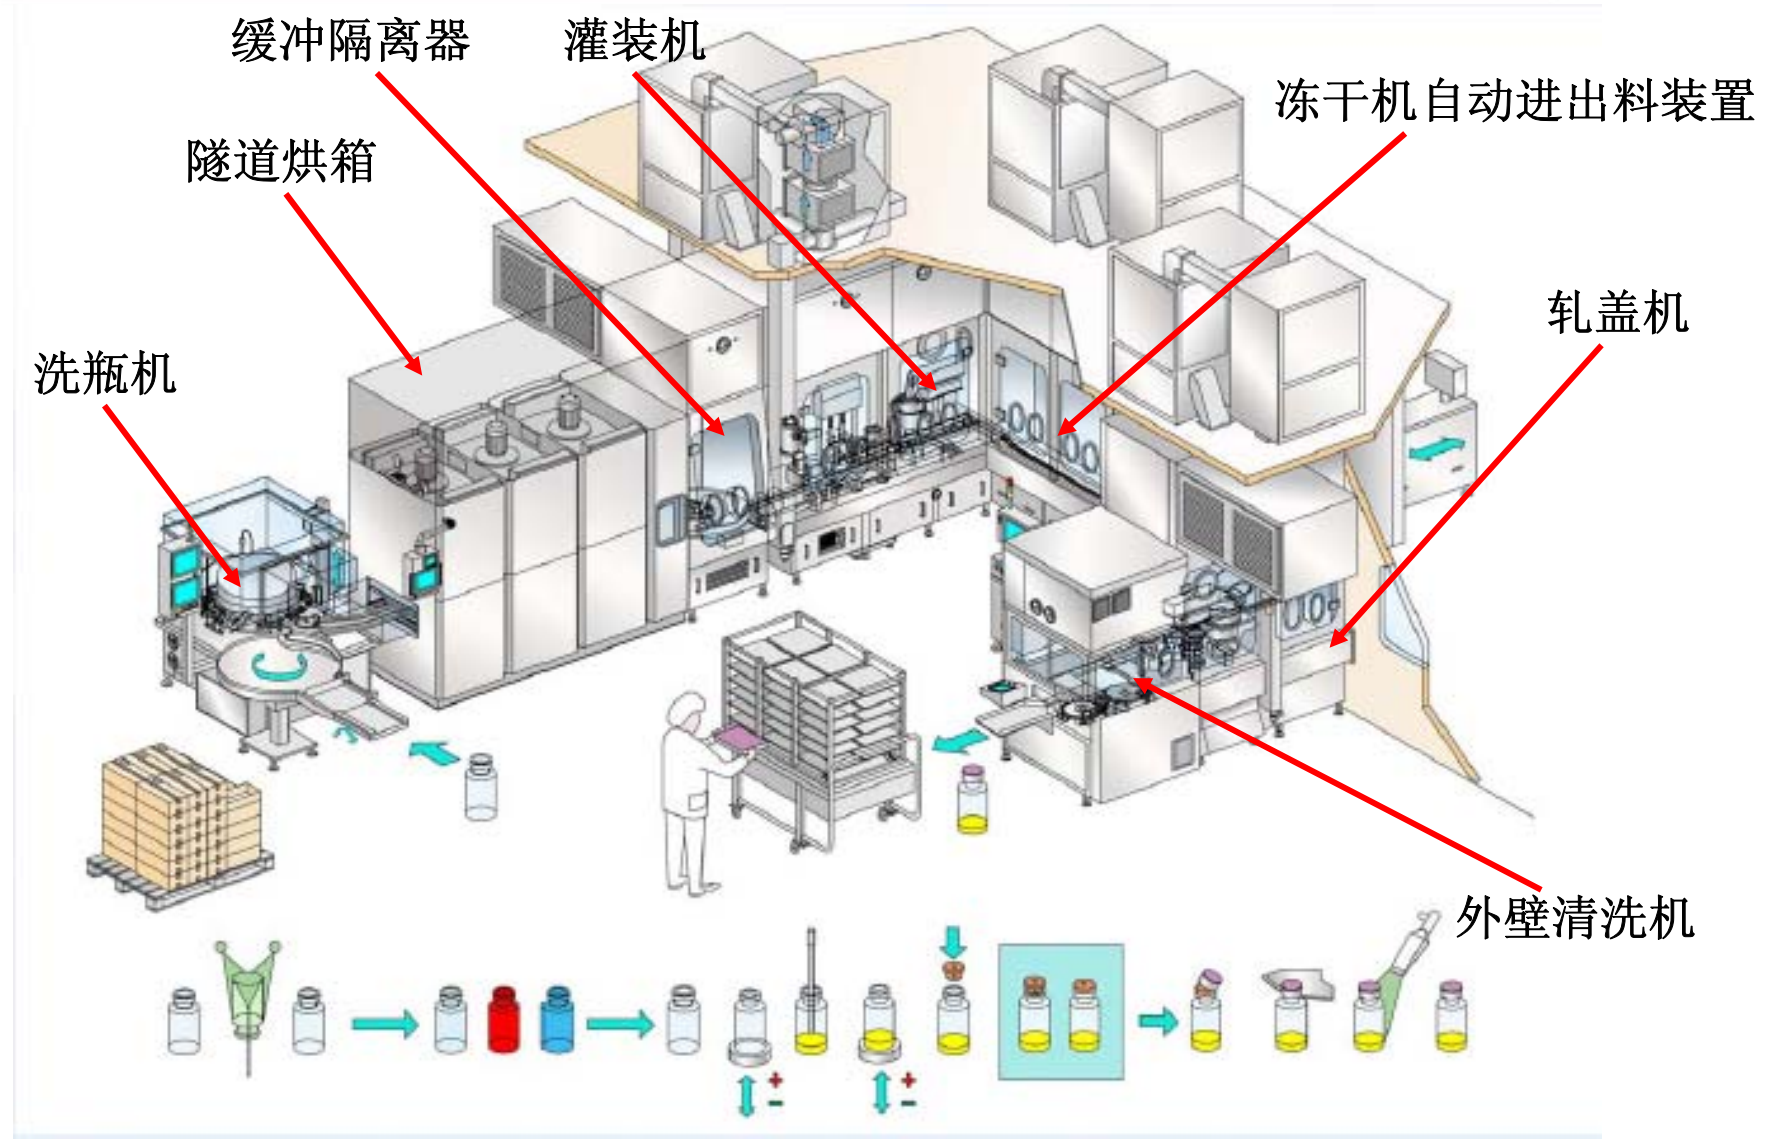 缓冲隔离器
灌装机
冻干机自动进出料装置
隧道烘箱
轧盖机
洗瓶机
外壁清洗机
+
−
+
−